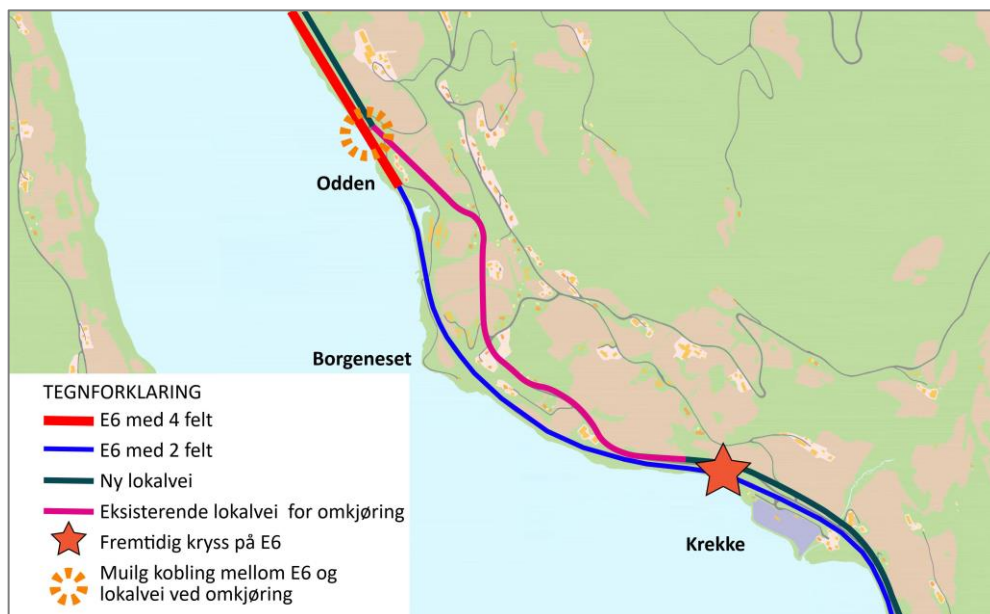 Odden
Borgeneset
TEGNFORKLARING
E6 med 4 felt
E6 med 2 felt
Ny lokalvei
Eksisterende lokalvei for omkjøring
Fremtidig kryss på E6
Muilg kobling mellom E6 og
lokalvei ved omkjøring
Krekke